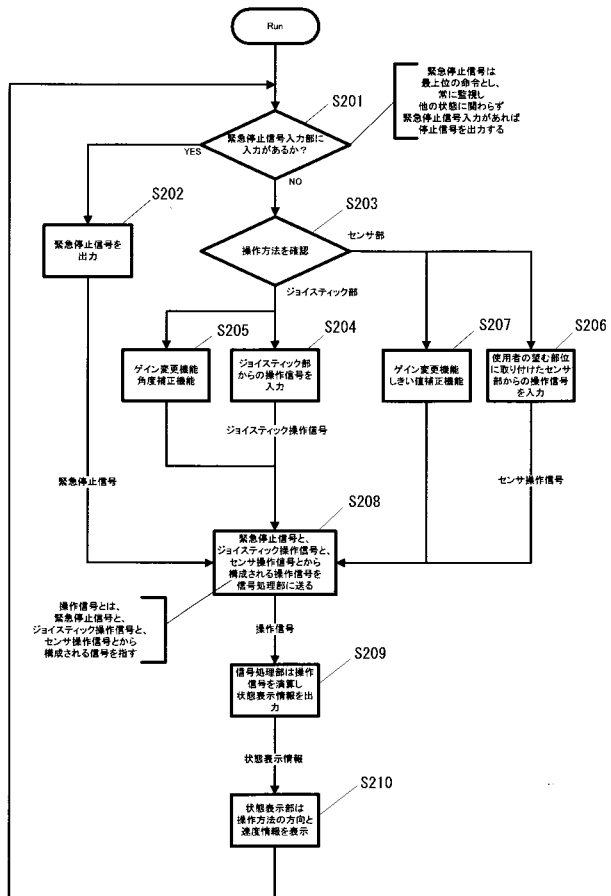 Run
S201
緊急停止信号は
最上位の命令とし、
常に監視し
他の状態に関わらず
緊急停止信号入力があれば
停止信号を出力する
緊急停止信号入力部に
入力があるか?
YES
NO
S202
緊急停止信号を
出力
S203
操作方法を確認
センサ部
ジョイスティック部
S205
ゲイン変更機能
角度補正機能
S204
ジョイスティック部
からの操作信号を
入力
S207
ゲイン変更機能
しきい値補正機能
S206
使用者の望む部位
に取り付けたセンサ
部からの操作信号
を入力
ジョイスティック操作信号
緊急停止信号
センサ操作信号
S208
緊急停止信号と、
ジョイスティック操作信号と、
センサ操作信号とから
構成される操作信号を
信号処理部に送る
操作信号とは、
緊急停止信号と、
ジョイスティック操作信号と、
センサ操作信号とから
構成される信号を指す
操作信号
S209
信号処理部は操作
信号を演算し
状態表示情報を出
力
状態表示情報
S210
状態表示部は
操作方法の方向と
速度情報を表示